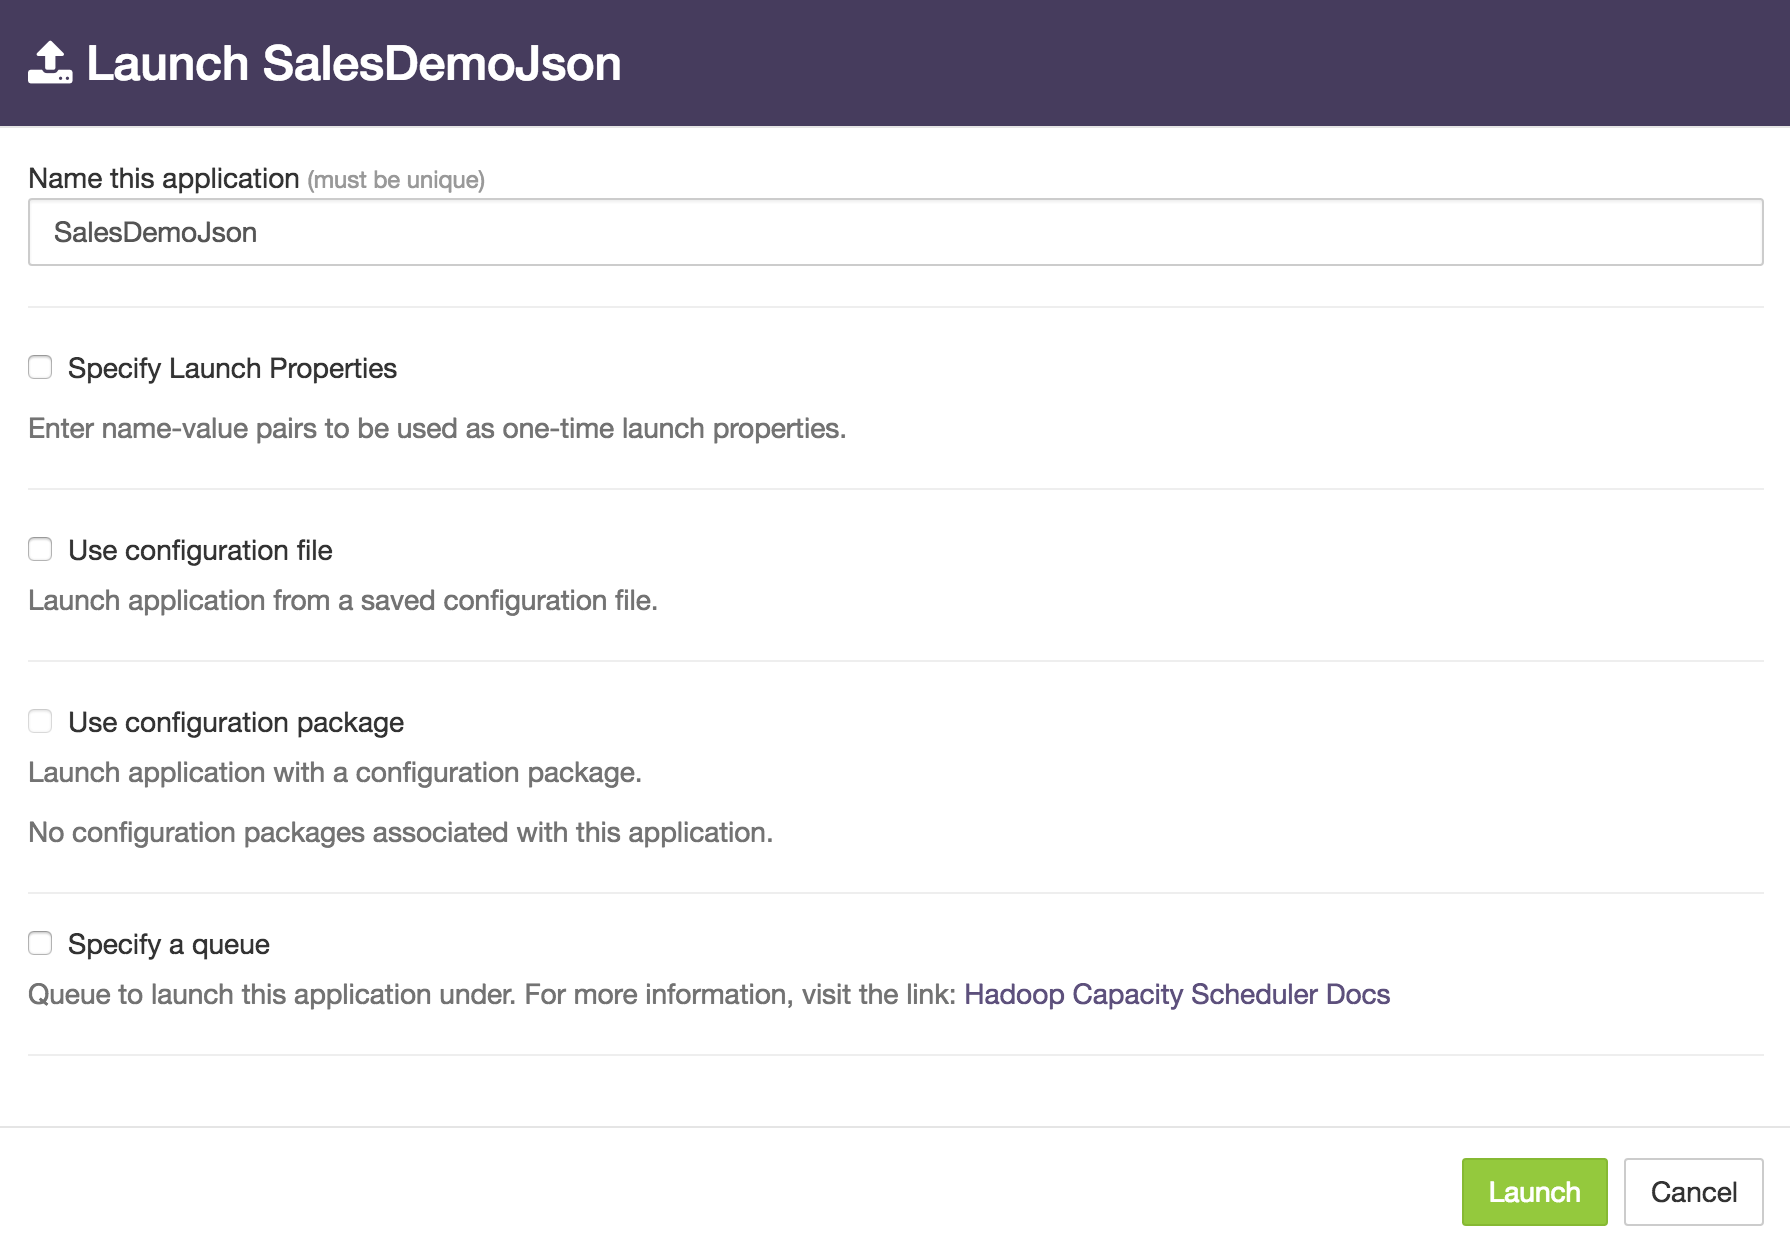 Launch SalesDemoJson
Name this application (must be unique)
SalesDemoJson
Specify Launch Properties
Enter name-value pairs to be used as one-time launch properties.
Use configuration file
Launch application from a saved configuration file.
Use configuration package
Launch application with a configuration package.
No configuration packages associated with this application.
Specify a queue
Queue to launch this application under. For more information, visit the link: Hadoop Capacity Scheduler Docs
Launch Cancel